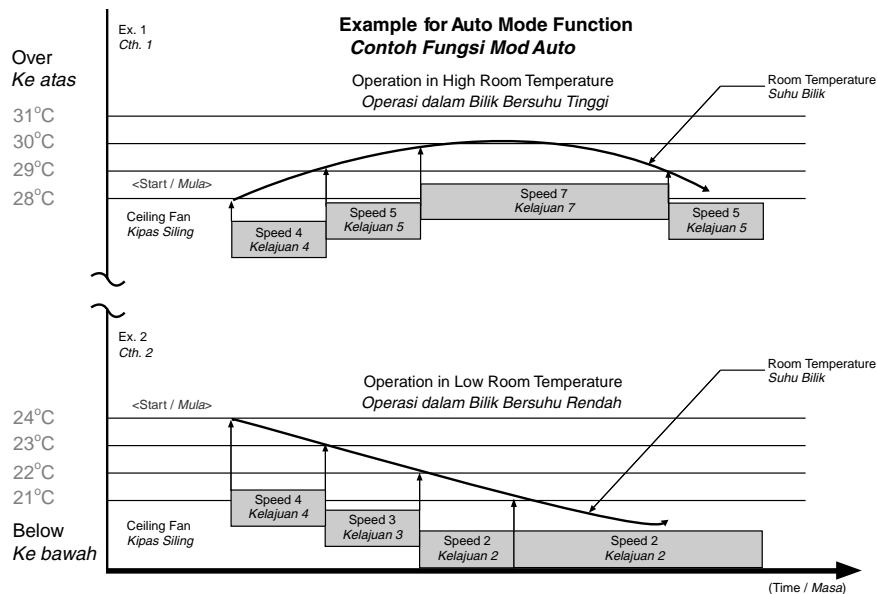 Example for Auto Mode Function
Contoh Fungsi Mod Auto
Ex. 1
Cth. 1
Over
Ke atas
Operation in High Room Temperature
Operasi dalam Bilik Bersuhu Tinggi
Room Temperature
Suhu Bilik
31°C
30°C
29°C
28°C
<Start / Mula>
Ceiling Fan
Kipas Siling
Speed 4
Kelajuan 4
Speed 5
Kelajuan 5
Speed 7
Kelajuan 7
Speed 5
Kelajuan 5
Ex. 2
Cth. 2
Operation in Low Room Temperature
Operasi dalam Bilik Bersuhu Rendah
Room Temperature
Suhu Bilik
<Start / Mula>
24°C
23°C
22°C
21°C
Below
Ke bawah
Ceiling Fan
Kipas Siling
Speed 4
Kelajuan 4
Speed 3
Kelajuan 3
Speed 2
Kelajuan 2
Speed 2
Kelajuan 2
(Time / Masa)